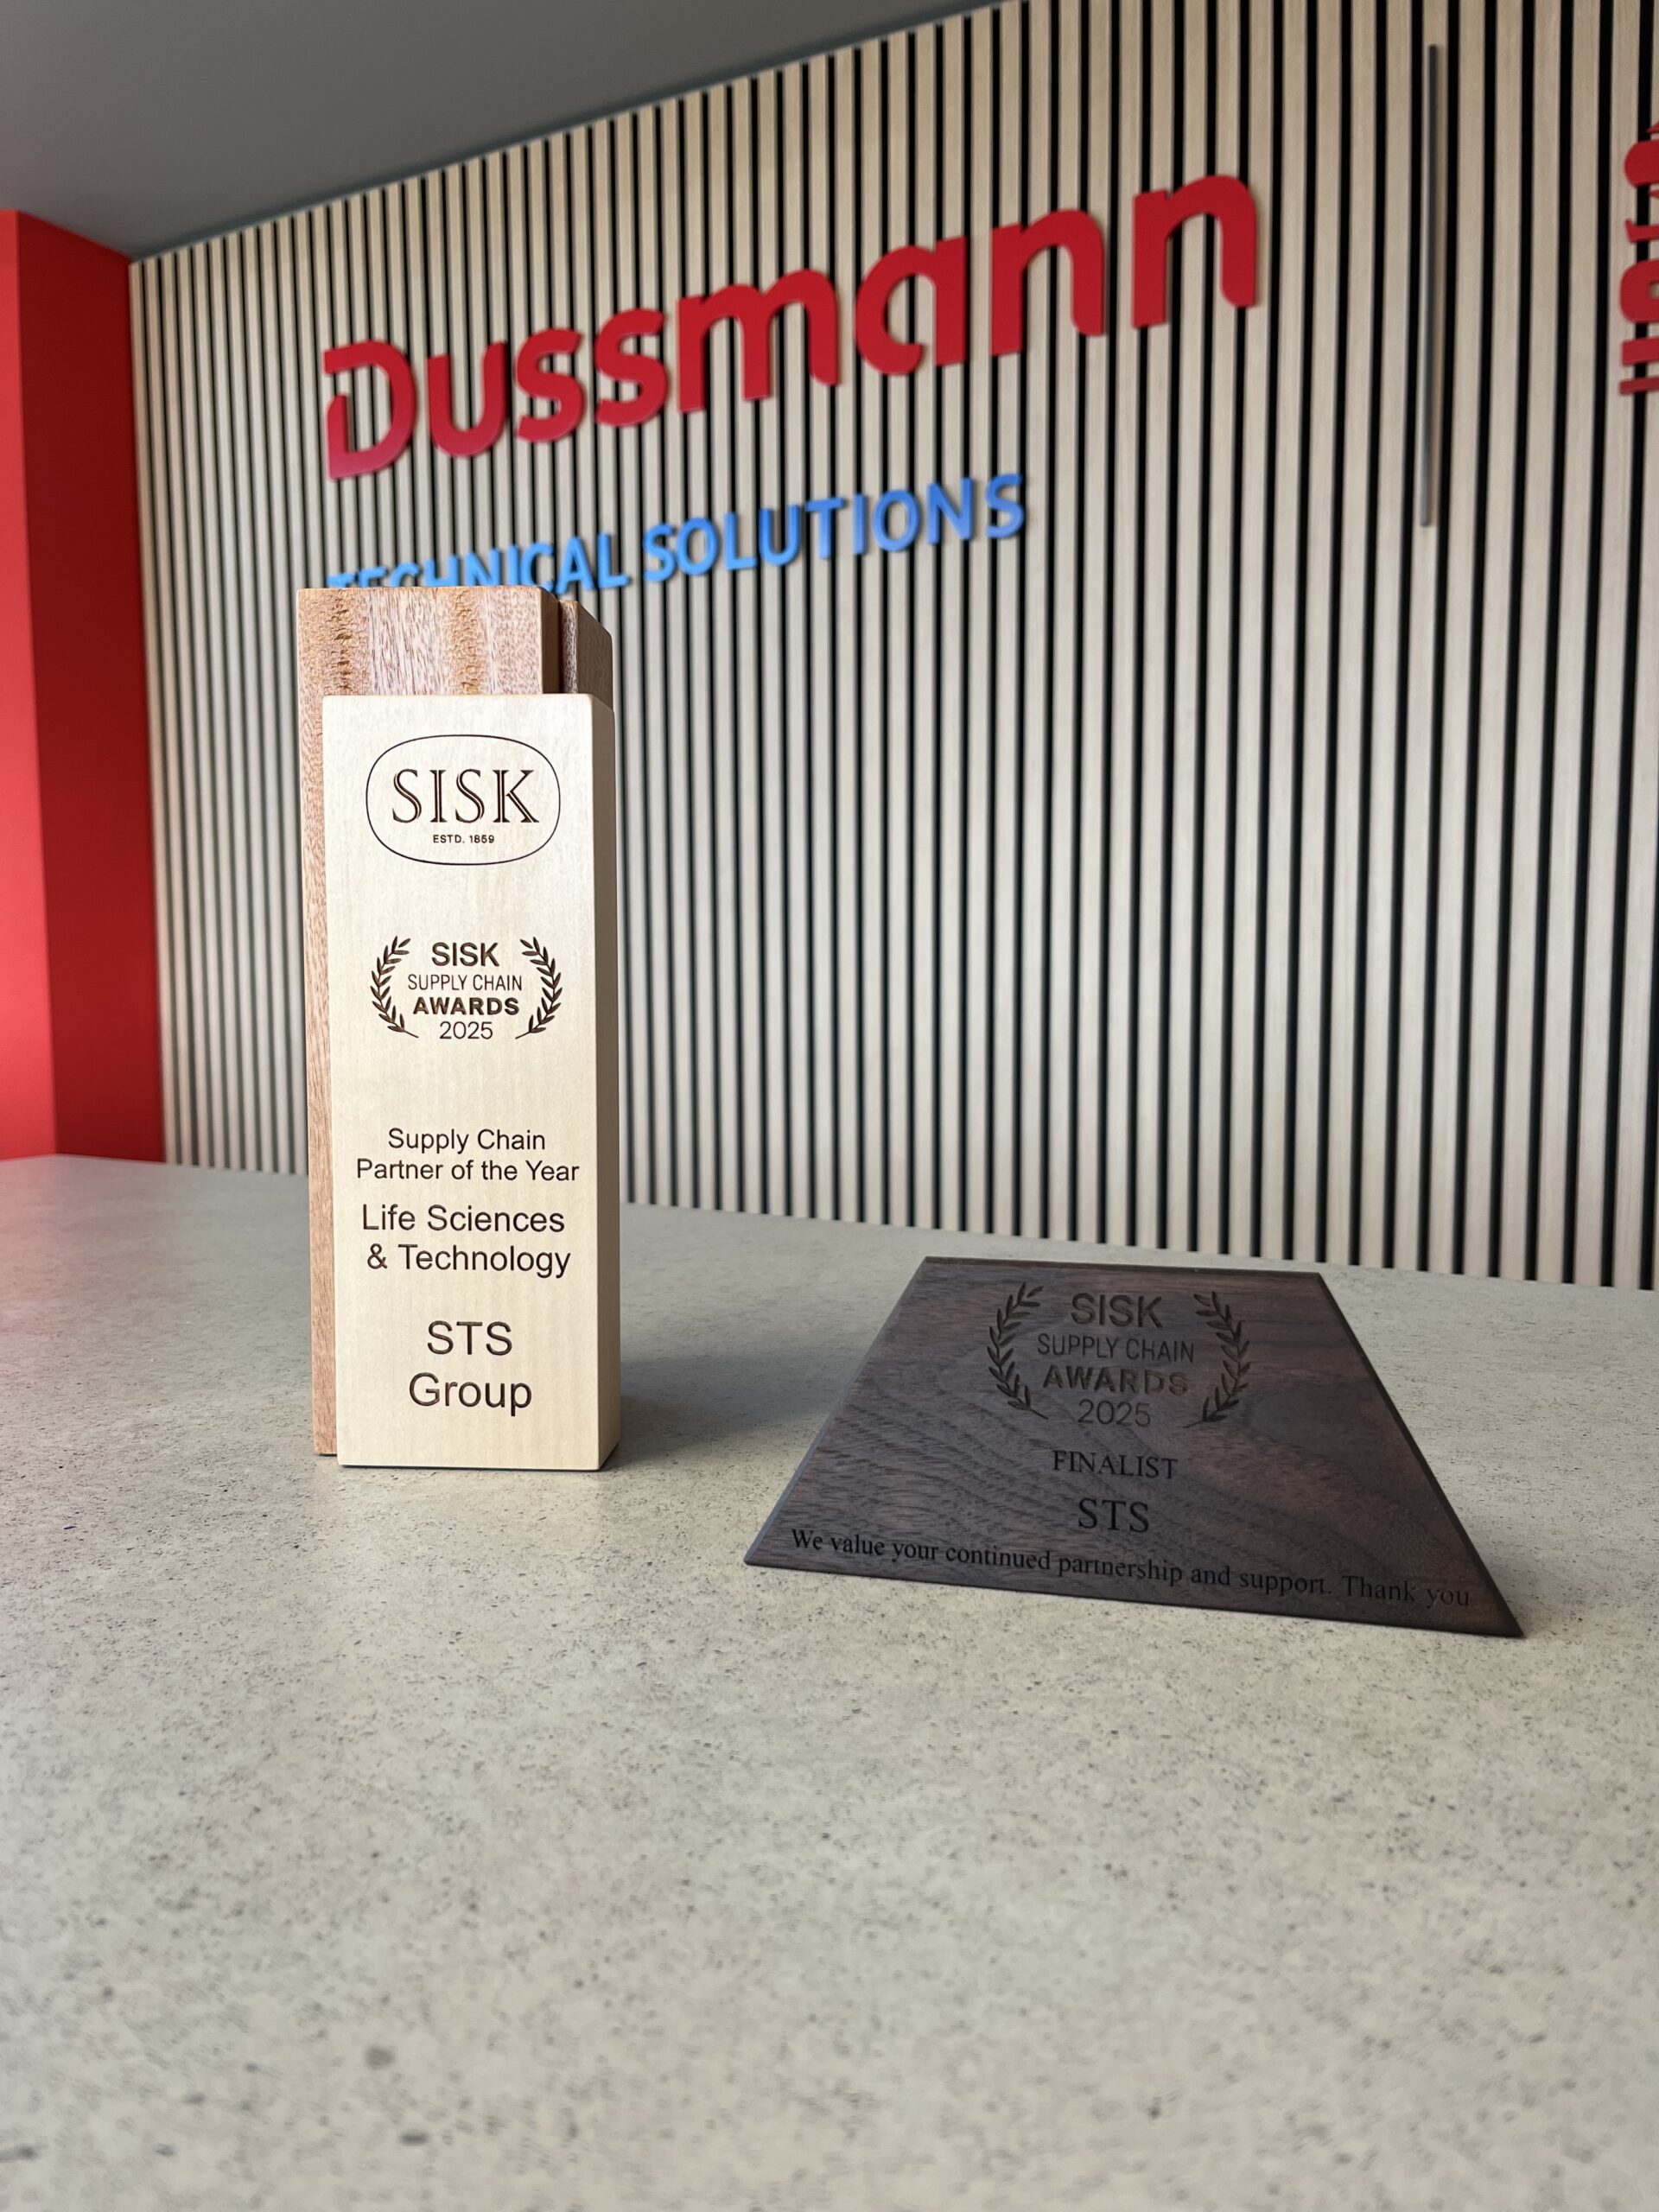 Dussmann
TECHNICAL SOLUTIONS
SISK
ESTD. 1859
SISK
SUPPLY CHAIN
AWARDS
2025
Supply Chain
Partner of the Year
Life Sciences
& Technology
STS
Group
SISK
SUPPLY CHAIN
AWARDS
2025
FINALIST
STS
We value your continued partnership and support. Thank you